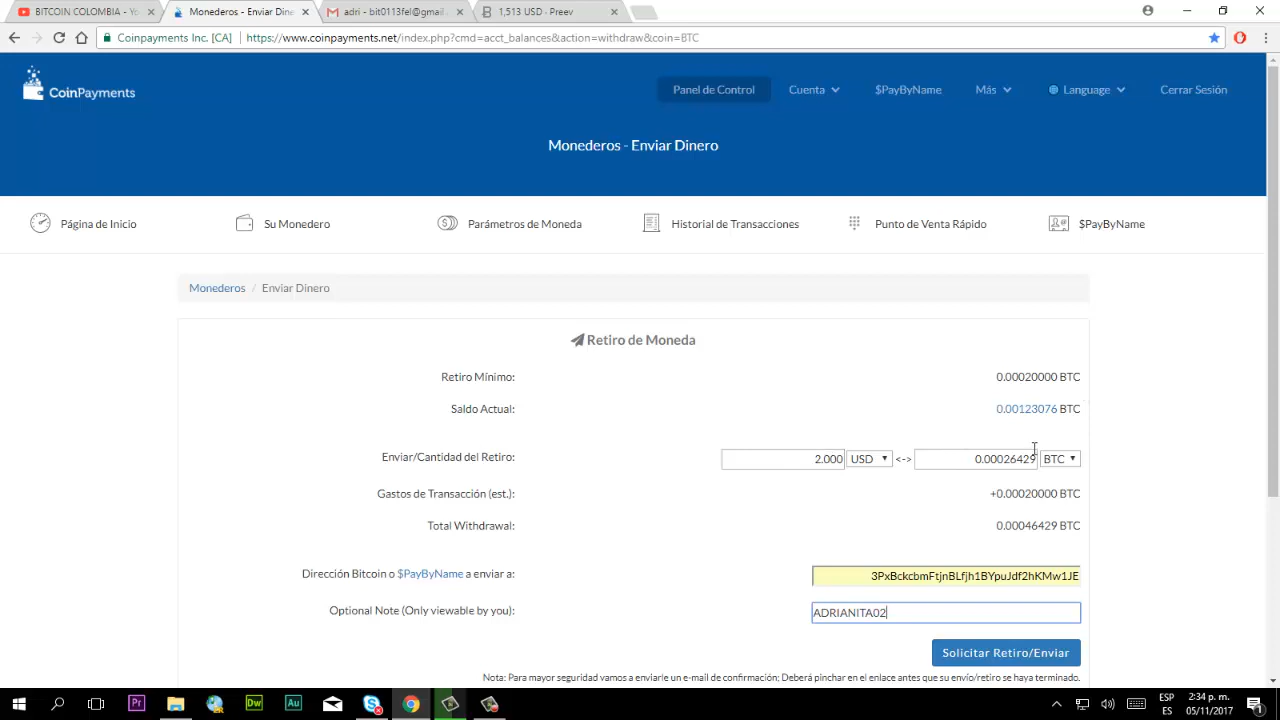 BITCOIN COLOMBIA - YouT
Monederos - Enviar Dine
adri - bit0113fel@gmail.
1,513 USD - Preev
Coinpayments Inc. [CA]
https://www.coinpayments.net/index.php?cmd=acct_balances&action=withdraw&coin=BTC
CoinPayments
Panel de Control
Cuenta
$PayByName
Más
Language
Cerrar Sesión
Monederos - Enviar Dinero
Página de Inicio
Su Monedero
Parámetros de Moneda
Historial de Transacciones
Punto de Venta Rápido
$PayByName
Monederos / Enviar Dinero
Retiro de Moneda
Retiro Mínimo: 0.00020000 BTC
Saldo Actual: 0.00123076 BTC
Enviar/Cantidad del Retiro: 2.000 USD <-> 0.00026429 BTC
Gastos de Transacción (est.): +0.00020000 BTC
Total Withdrawal: 0.00046429 BTC
Dirección Bitcoin o $PayByName a enviar a: 3PxBckcbmFtjnBLfjh1BYpuJdf2hKMw1JE
Optional Note (Only viewable by you): ADRIANITA02
Solicitar Retiro/Enviar
Nota: Para mayor seguridad vamos a enviarle un e-mail de confirmación; Deberá pinchar en el enlace antes que su envío/retiro se haya terminado.
Pr
Dw
Au
ESP
ES
2:34 p. m.
05/11/2017
1